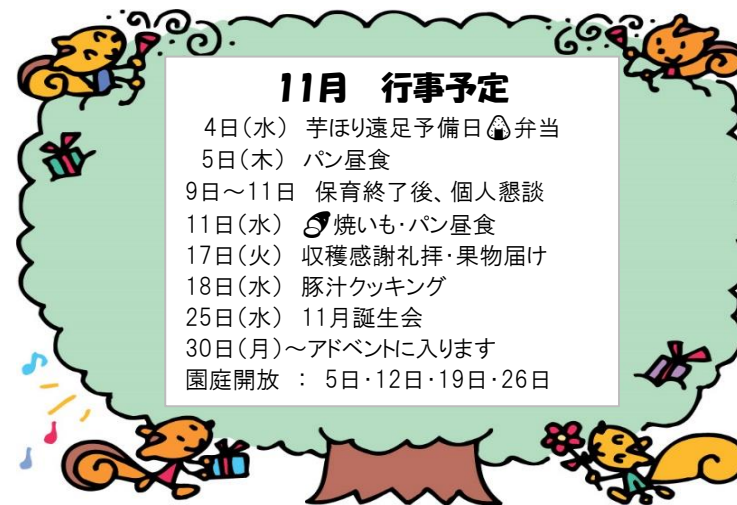 11月　行事予定
4日(水)　芋ほり遠足予備日🍙弁当
5日(木)　パン昼食
9日～11日　保育終了後、個人懇談
11日(水)　🍠焼いも･パン昼食
17日(火)　収穫感謝礼拝･果物届け
18日(水)　豚汁クッキング
25日(水)　11月誕生会
30日(月)～アドベントに入ります
園庭開放　：　5日･12日･19日･26日